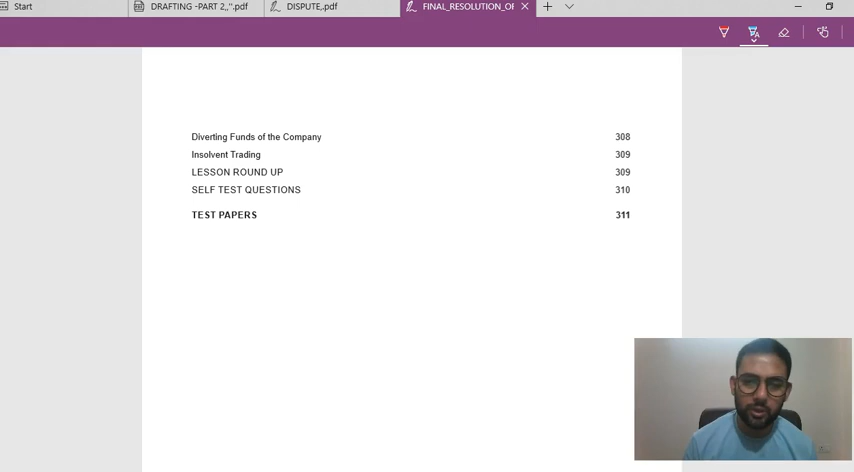 Start
DRAFTING -PART 2,,''.pdf
DISPUTE,.pdf
FINAL_RESOLUTION_OF
Diverting Funds of the Company 308
Insolvent Trading 309
LESSON ROUND UP 309
SELF TEST QUESTIONS 310
TEST PAPERS 311